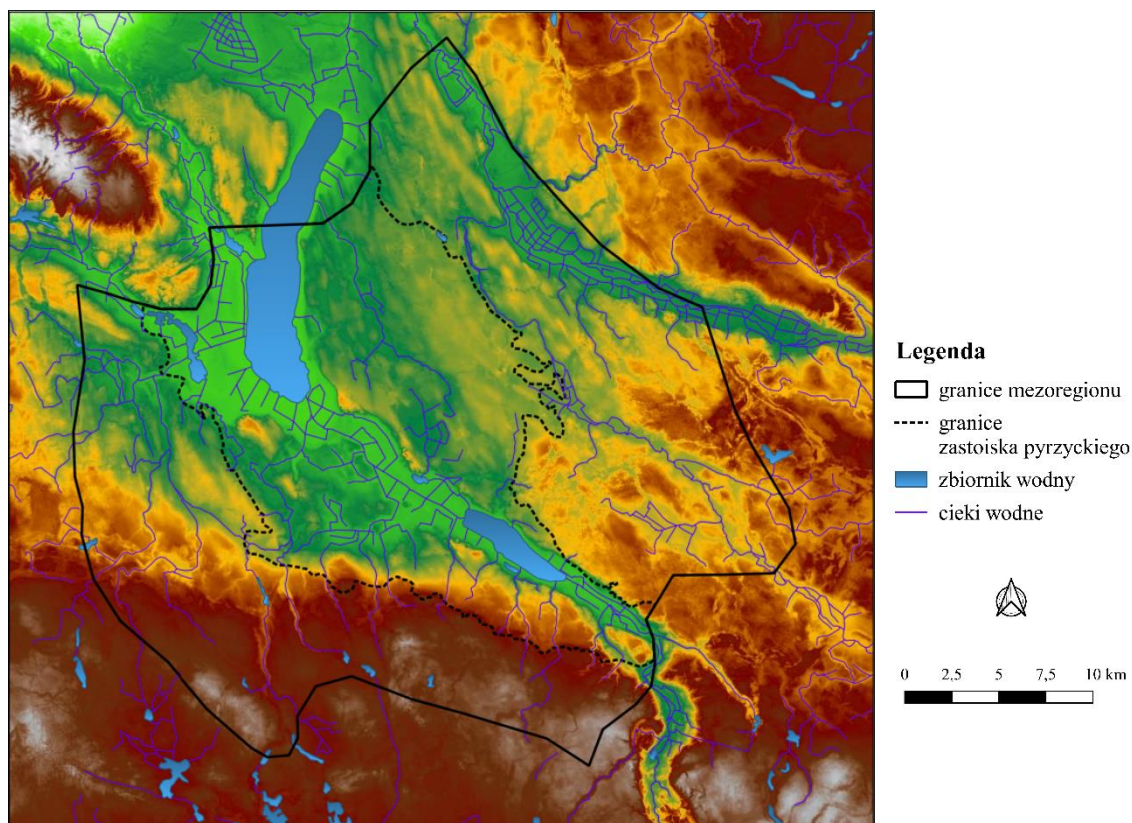 Legenda
granice mezoregionu
granice
zastoiska pyrzyckiego
zbiornik wodny
cieki wodne
0 2,5 5 7,5 10 km